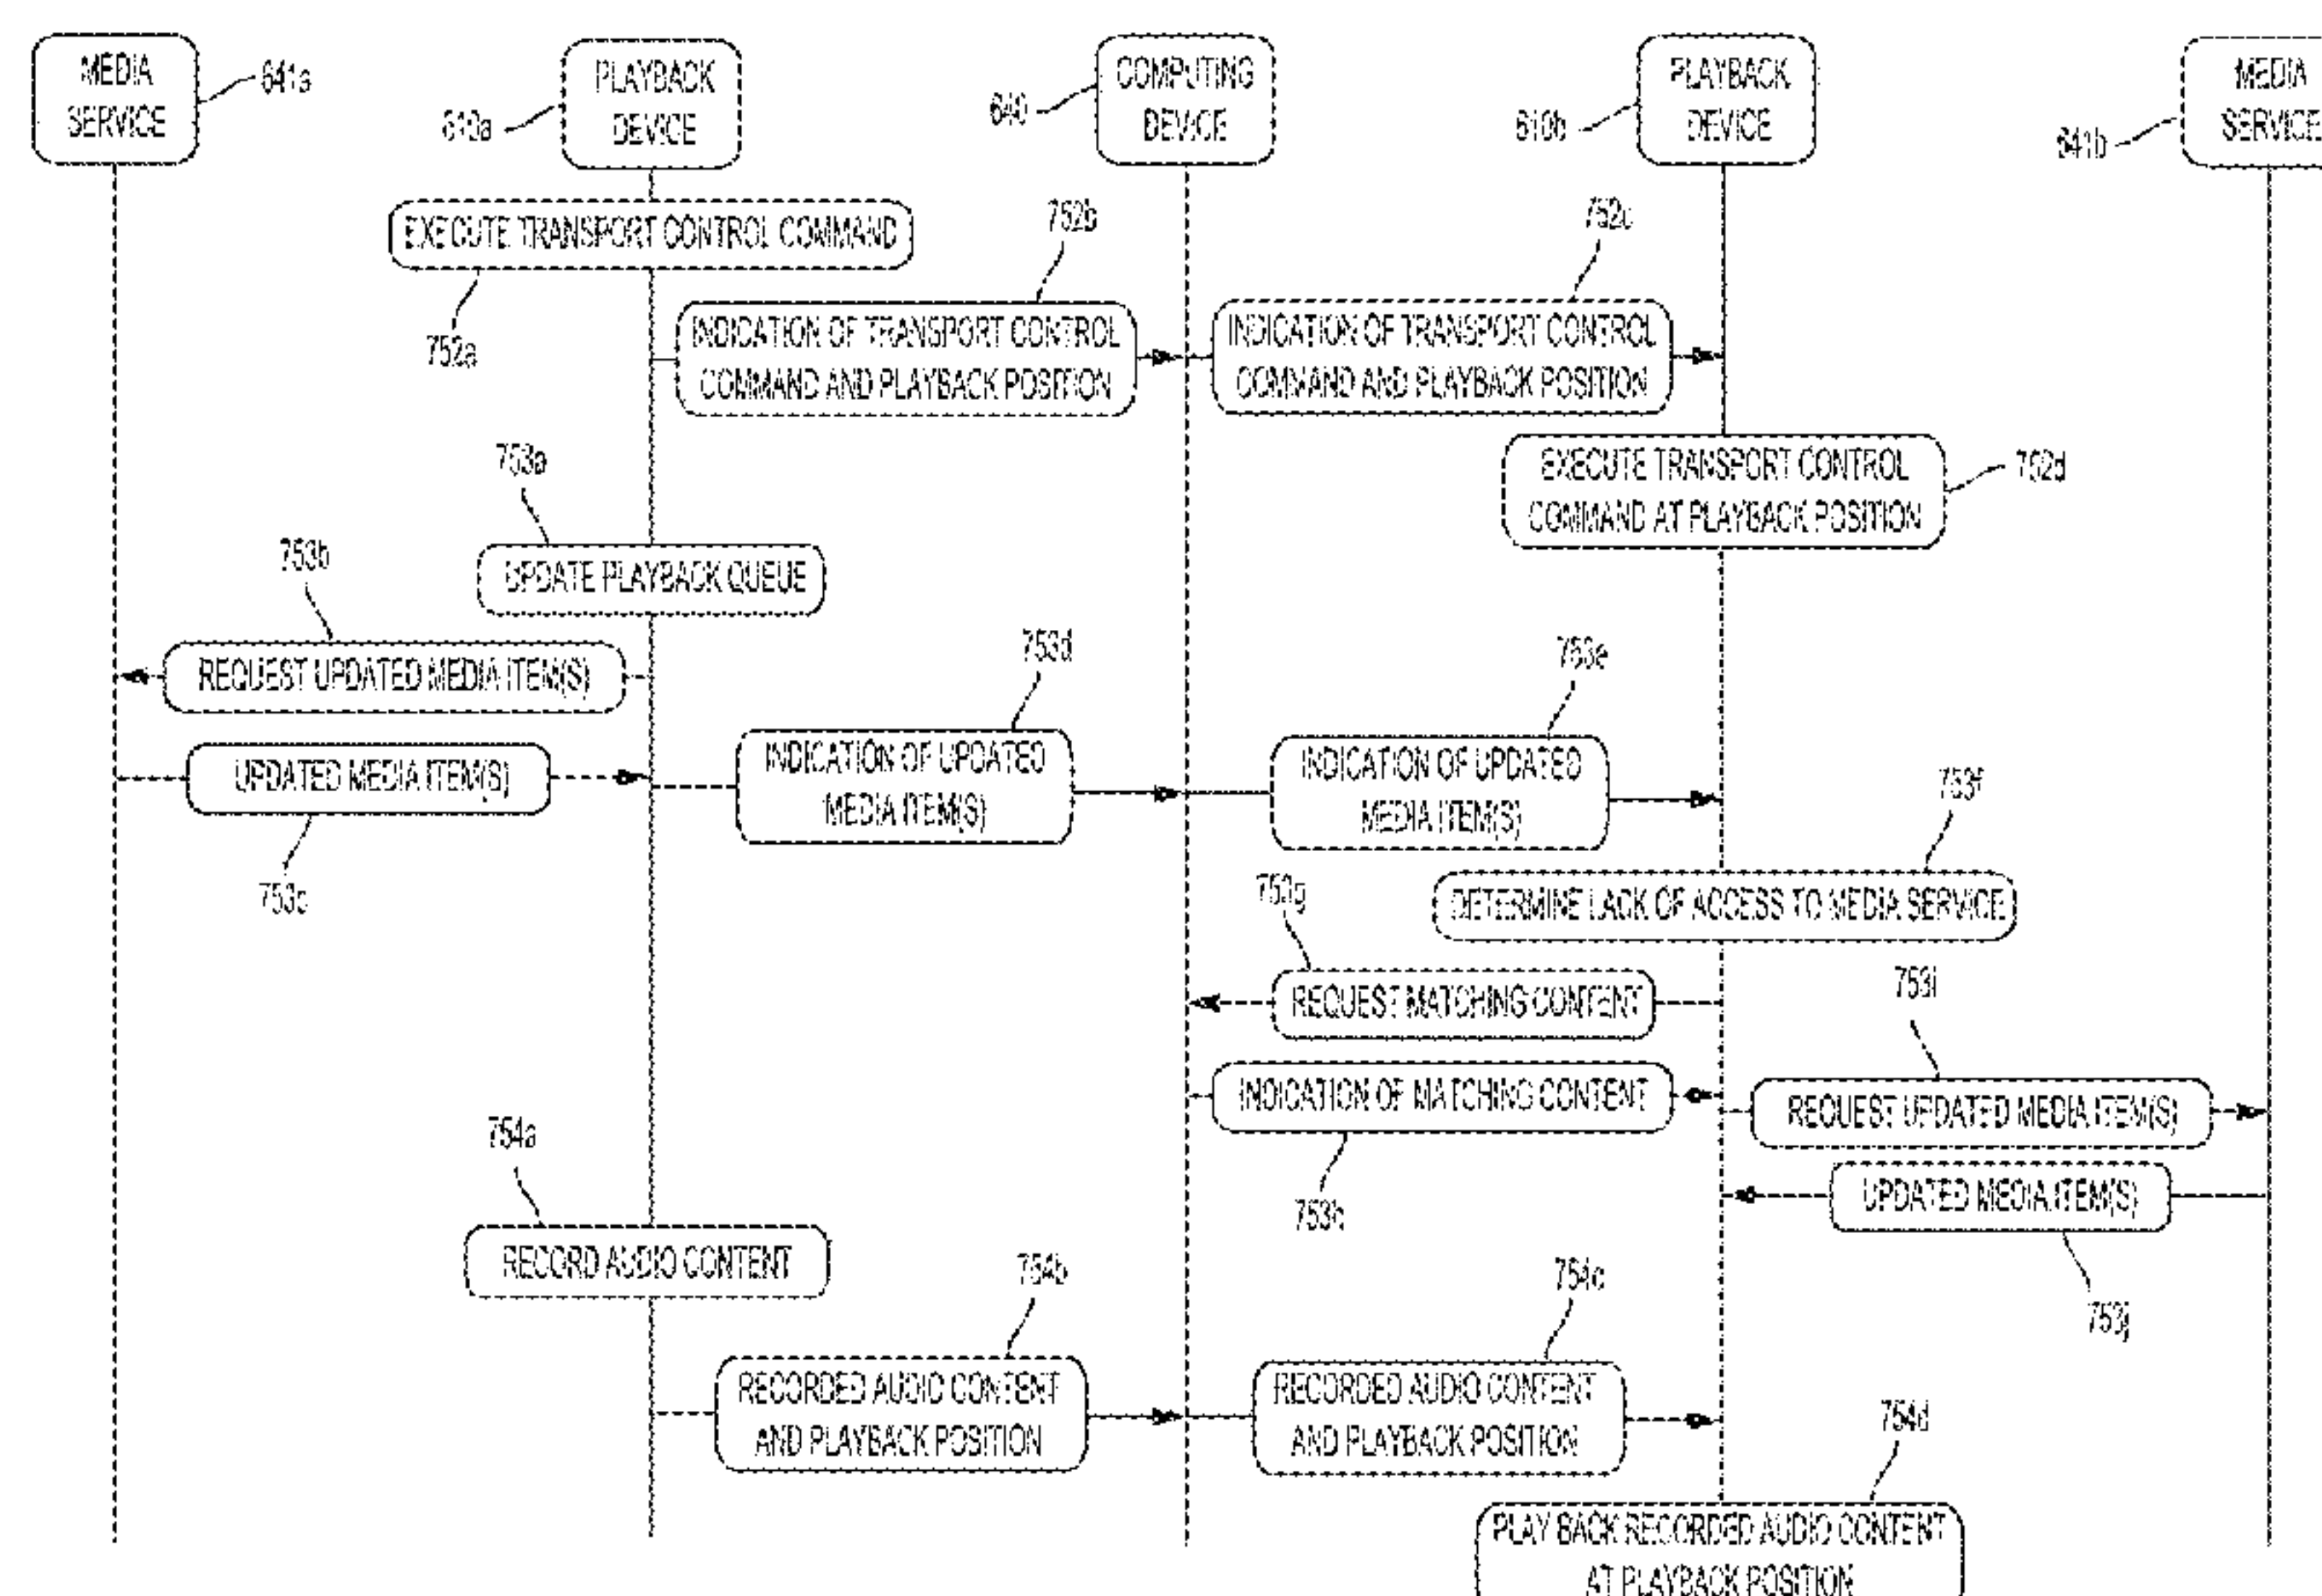 MEDIA
SERVICE
641a
PLAYBACK
DEVICE
610a
COMPUTING
DEVICE
640
PLAYBACK
DEVICE
610b
MEDIA
SERVICE
641b
EXECUTE TRANSPORT CONTROL COMMAND
752a
752b
INDICATION OF TRANSPORT CONTROL
COMMAND AND PLAYBACK POSITION
752c
INDICATION OF TRANSPORT CONTROL
COMMAND AND PLAYBACK POSITION
EXECUTE TRANSPORT CONTROL
COMMAND AT PLAYBACK POSITION
752d
753a
UPDATE PLAYBACK QUEUE
753b
REQUEST UPDATED MEDIA ITEM(S)
UPDATED MEDIA ITEM(S)
753c
753d
INDICATION OF UPDATED
MEDIA ITEM(S)
753e
INDICATION OF UPDATED
MEDIA ITEM(S)
753f
DETERMINE LACK OF ACCESS TO MEDIA SERVICE
753g
REQUEST MATCHING CONTENT
INDICATION OF MATCHING CONTENT
753h
753i
REQUEST UPDATED MEDIA ITEM(S)
UPDATED MEDIA ITEM(S)
753j
754a
RECORD AUDIO CONTENT
754b
RECORDED AUDIO CONTENT
AND PLAYBACK POSITION
754c
RECORDED AUDIO CONTENT
AND PLAYBACK POSITION
754d
PLAY BACK RECORDED AUDIO CONTENT
AT PLAYBACK POSITION